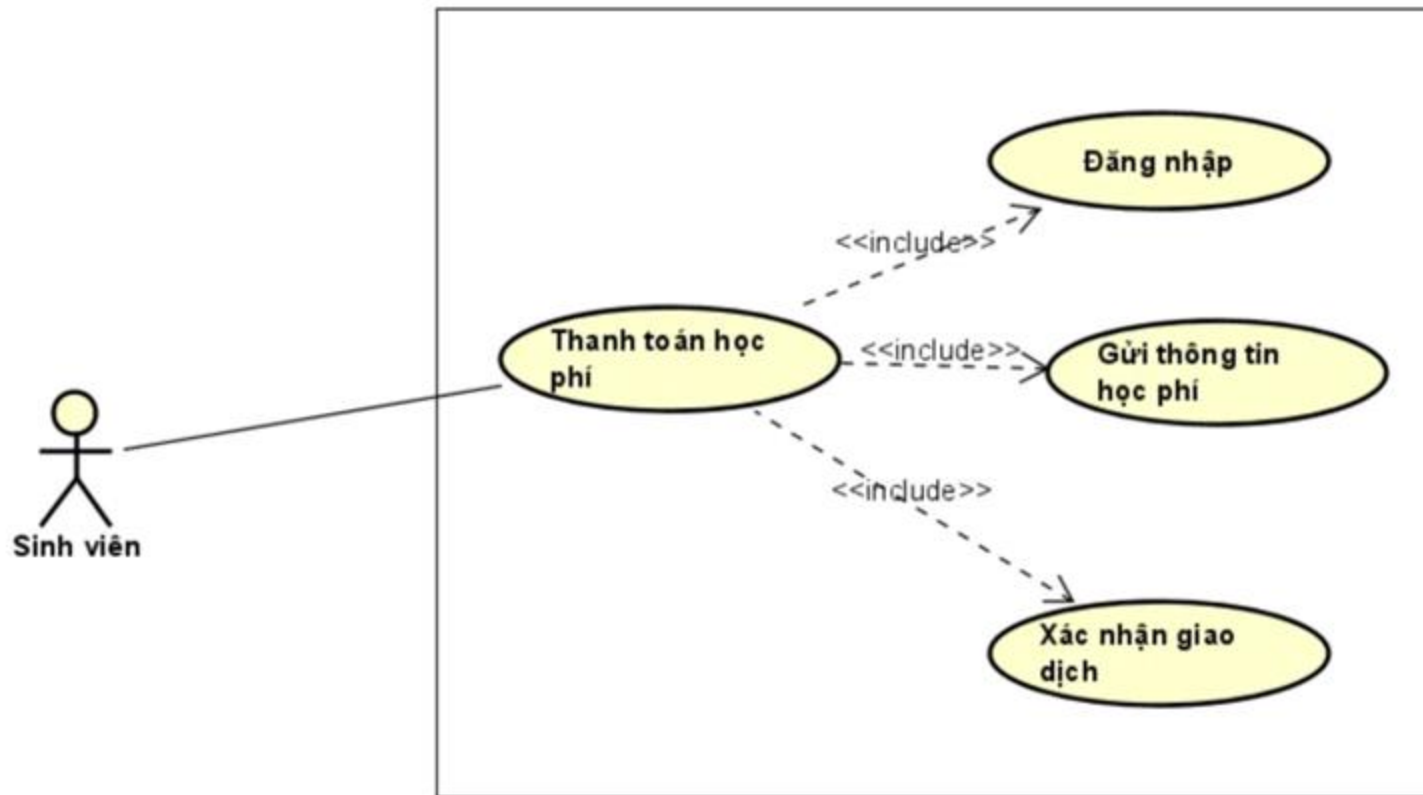 Đăng nhập
<<include>>
Thanh toán học
phí
<<include>>
Gửi thông tin
học phí
<<include>>
Sinh viên
Xác nhận giao
dịch